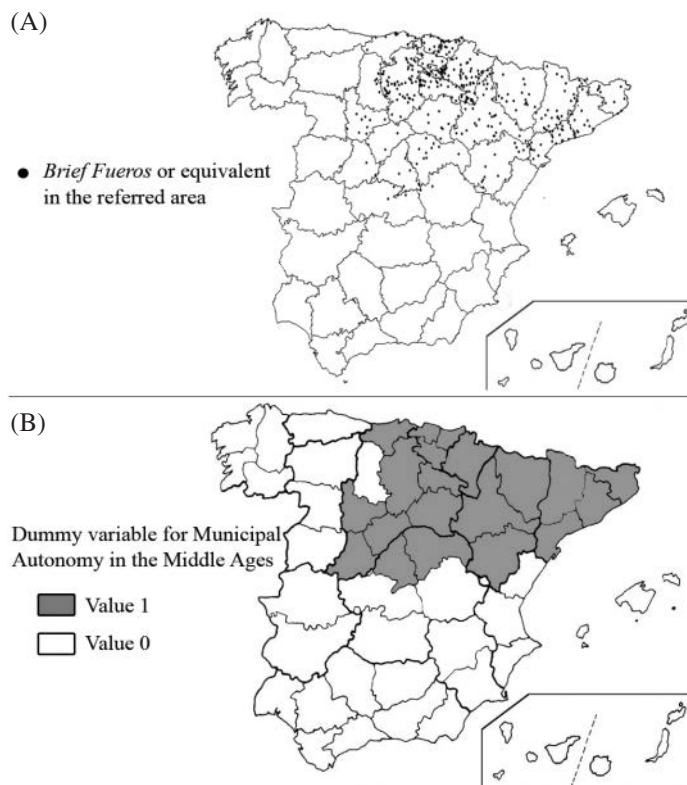 (A)
Brief Fueros or equivalent
in the referred area
(B)
Dummy variable for Municipal
Autonomy in the Middle Ages
Value 1
Value 0